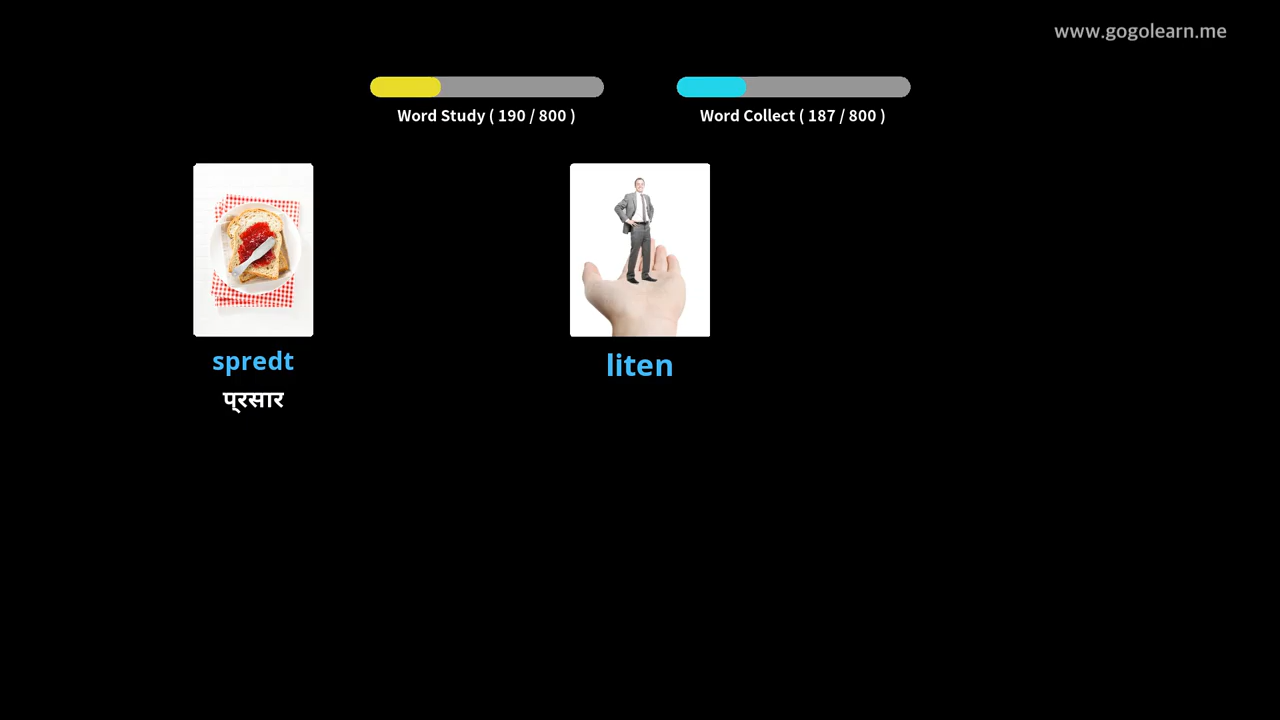 www.gogolearn.me
Word Study ( 190 / 800 )
Word Collect ( 187 / 800 )
spredt
प्रसार
liten